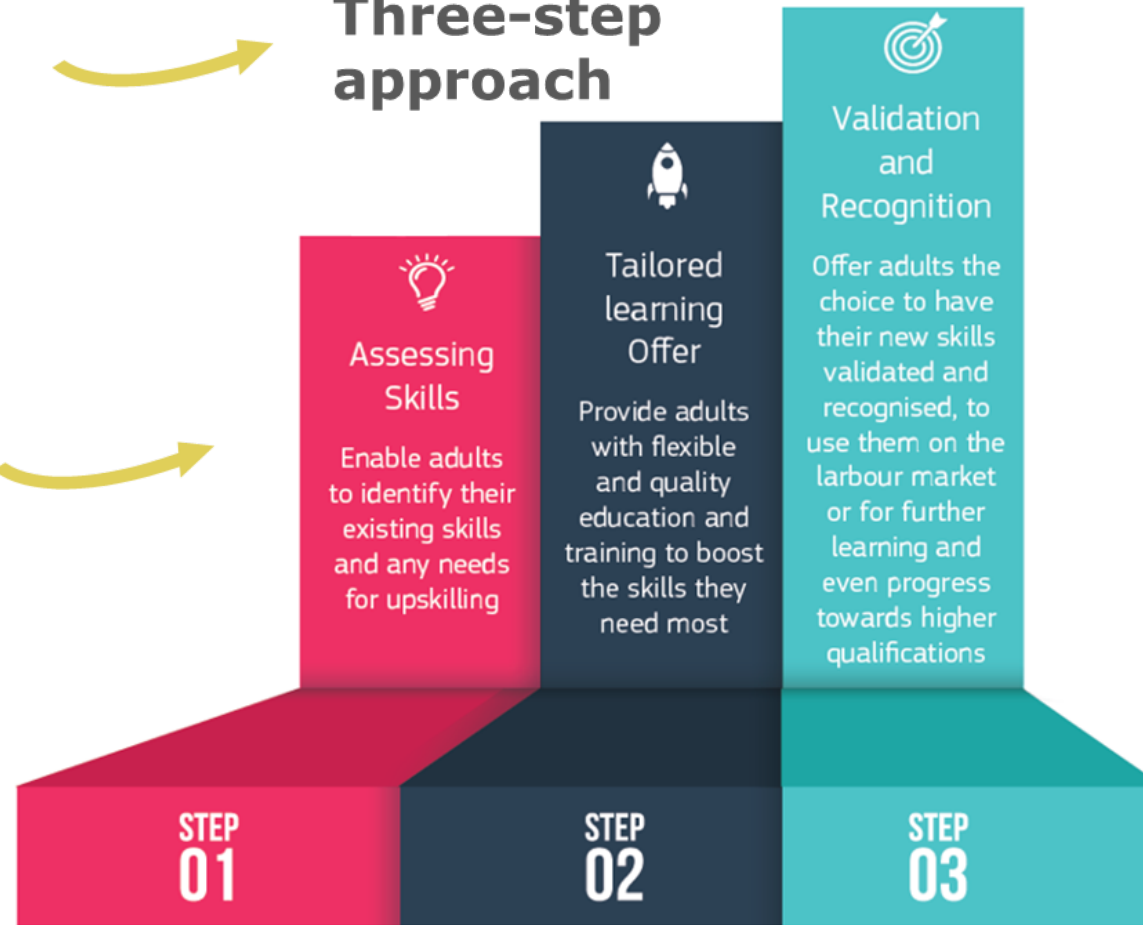 Three-step
approach
Assessing
Skills
Enable adults
to identify their
existing skills
and any needs
for upskilling
STEP
01
Tailored
learning
Offer
Provide adults
with flexible
and quality
education and
training to boost
the skills they
need most
STEP
02
Validation
and
Recognition
Offer adults the
choice to have
their new skills
validated and
recognised, to
use them on the
larbour market
or for further
learning and
even progress
towards higher
qualifications
STEP
03